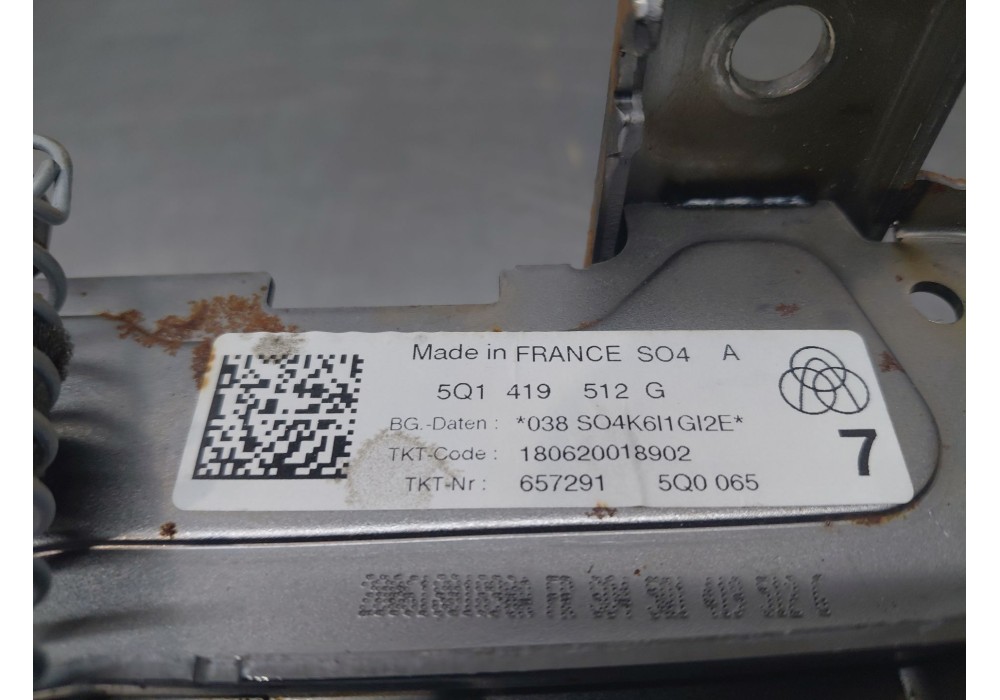 Made in FRANCE SO4 A
5Q1 419 512 G
BG.-Daten : *038 SO4K6I1GI2E*
TKT-Code : 180620018902
TKT-Nr : 657291 5Q0 065
7